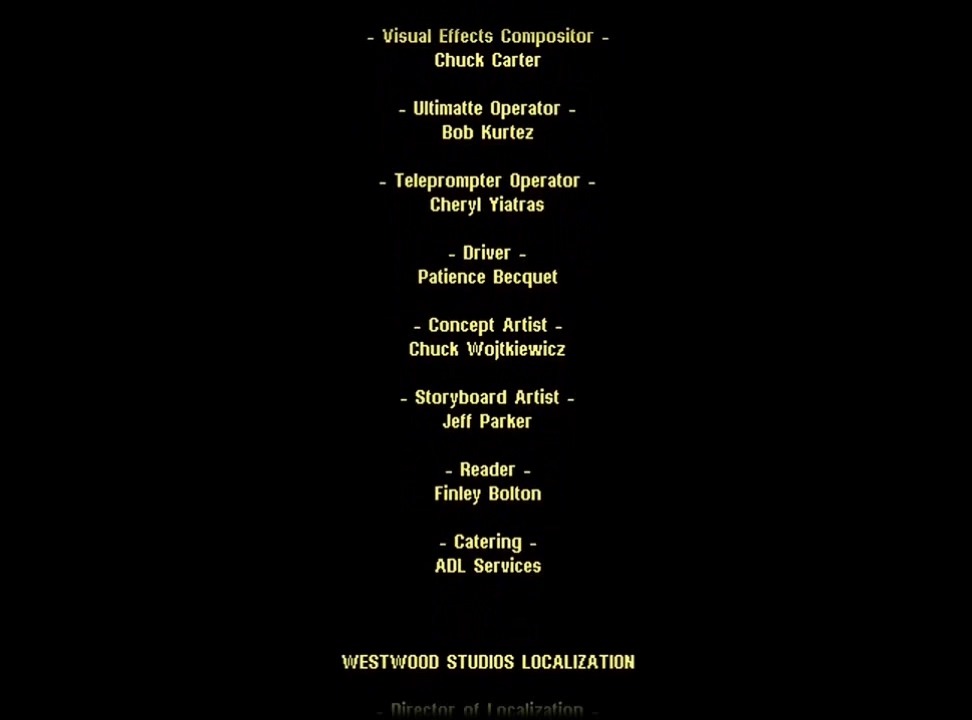 - Visual Effects Compositor -
Chuck Carter
- Ultimatte Operator -
Bob Kurtez
- Teleprompter Operator -
Cheryl Yiatras
- Driver -
Patience Becquet
- Concept Artist -
Chuck Wojtkiewicz
- Storyboard Artist -
Jeff Parker
- Reader -
Finley Bolton
- Catering -
ADL Services
WESTWOOD STUDIOS LOCALIZATION
- Director of Localization -